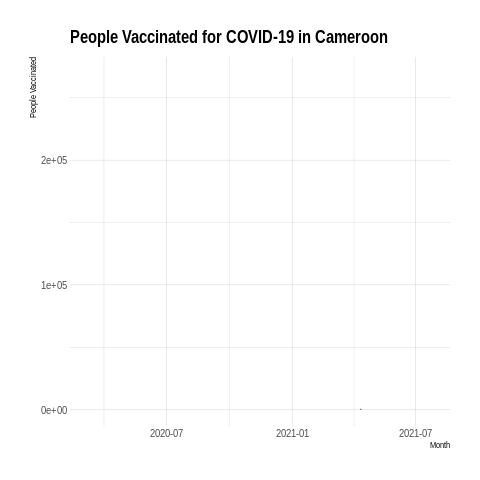 People Vaccinated for COVID-19 in Cameroon
People Vaccinated
2e+05
1e+05
0e+00
2020-07
2021-01
2021-07
Month